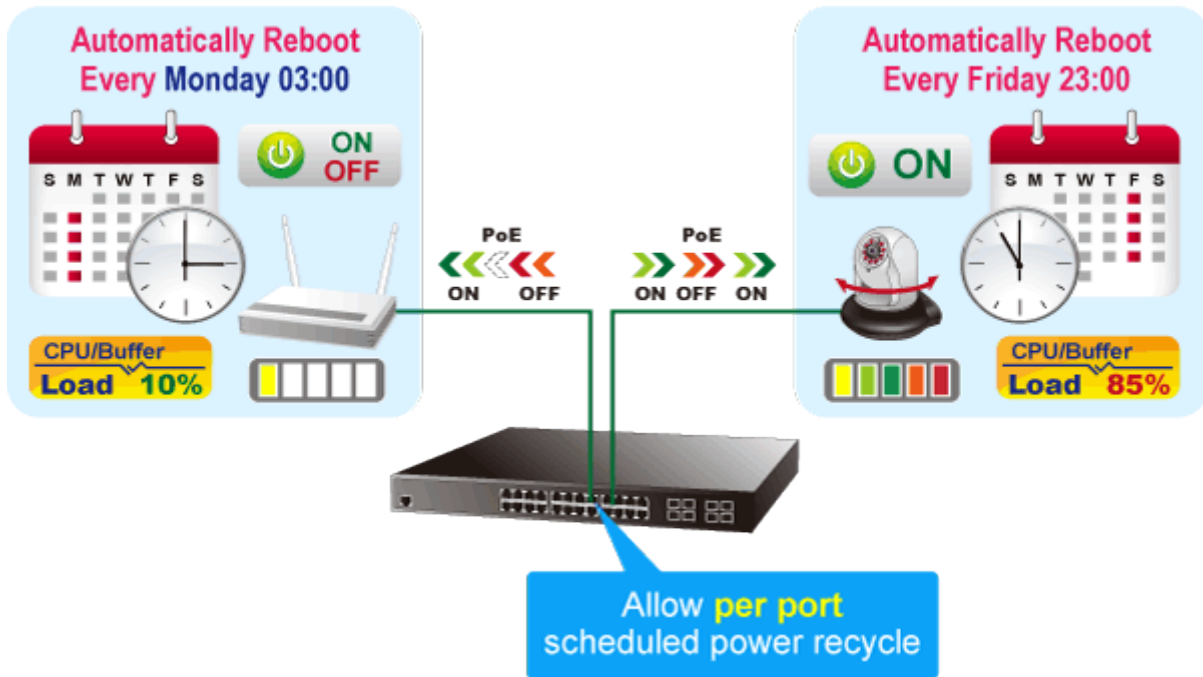 Automatically Reboot
Every Monday 03:00
S M T W T F S
ON
OFF
CPU/Buffer
Load 10%
PoE
ON OFF
PoE
ON OFF ON
Automatically Reboot
Every Friday 23:00
ON
S M T W T F S
CPU/Buffer
Load 85%
Allow per port
scheduled power recycle